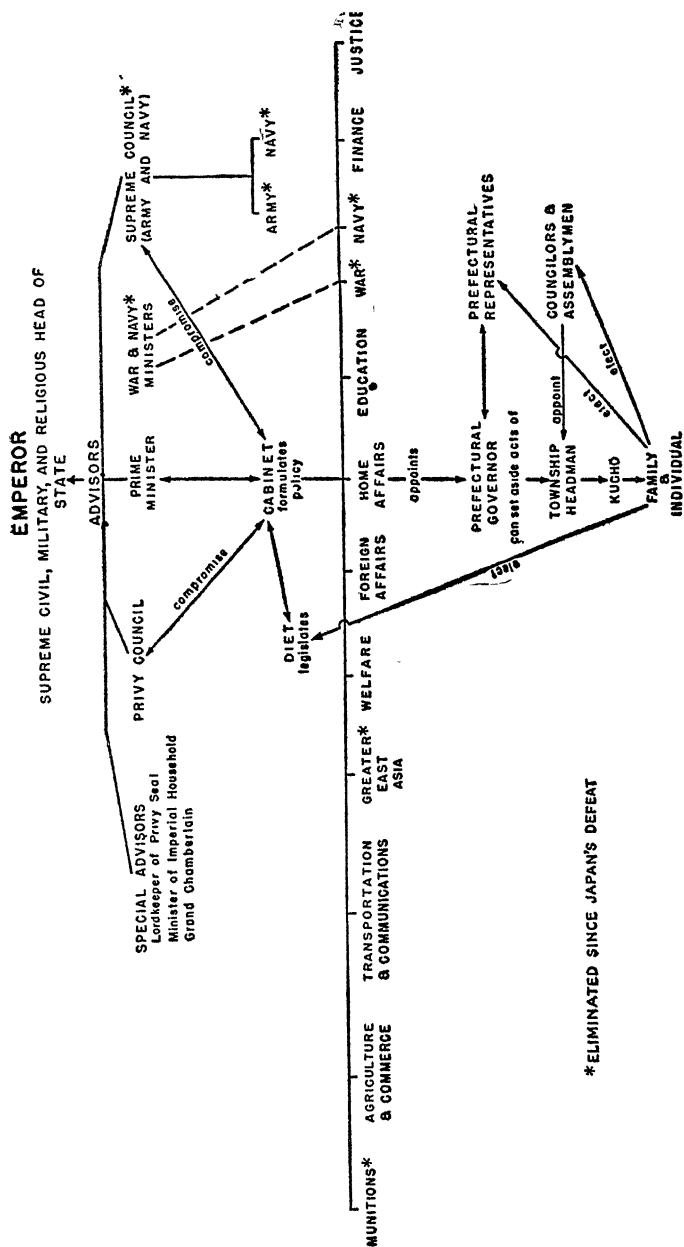 EMPEROR
SUPREME CIVIL, MILITARY, AND RELIGIOUS HEAD OF
STATE
ADVISORS
SPECIAL ADVISORS
Lordkeeper of Privy Seal
Minister of Imperial Household
Grand Chamberlain
PRIVY COUNCIL
PRIME
MINISTER
WAR & NAVY*
MINISTERS
SUPREME COUNCIL*
(ARMY AND NAVY)
ARMY*
NAVY*
compromise
compromise
CABINET
formulates
policy
DIET
legislates
MUNITIONS*
AGRICULTURE
& COMMERCE
TRANSPORTATION
& COMMUNICATIONS
GREATER*
EAST
ASIA
WELFARE
FOREIGN
AFFAIRS
HOME
AFFAIRS
EDUCATION
WAR*
NAVY*
FINANCE
JUSTICE
appoints
PREFECTURAL
GOVERNOR
PREFECTURAL
REPRESENTATIVES
can set aside acts of
TOWNSHIP
HEADMAN
appoint
COUNCILORS &
ASSEMBLYMEN
KUCHŌ
elect
elect
elect
FAMILY
&
INDIVIDUAL
*ELIMINATED SINCE JAPAN'S DEFEAT